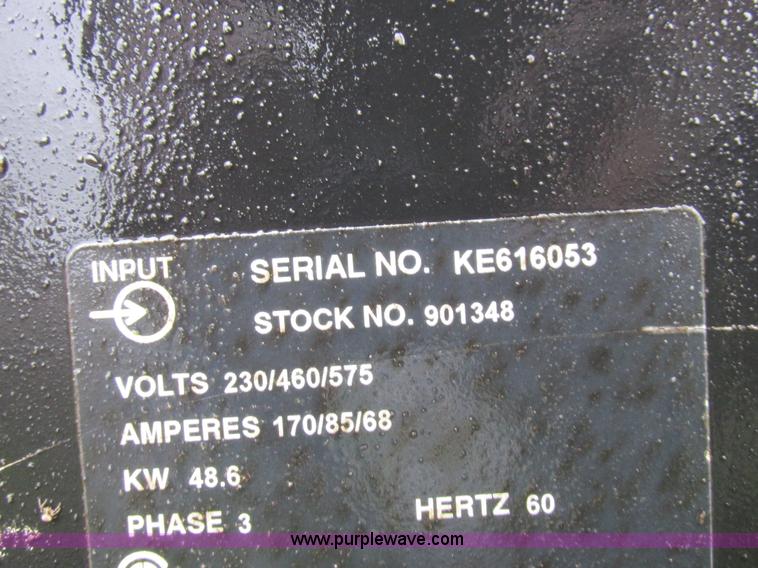 INPUT SERIAL NO. KE616053
STOCK NO. 901348
VOLTS 230/460/575
AMPERES 170/85/68
KW 48.6
PHASE 3 HERTZ 60
www.purplewave.com